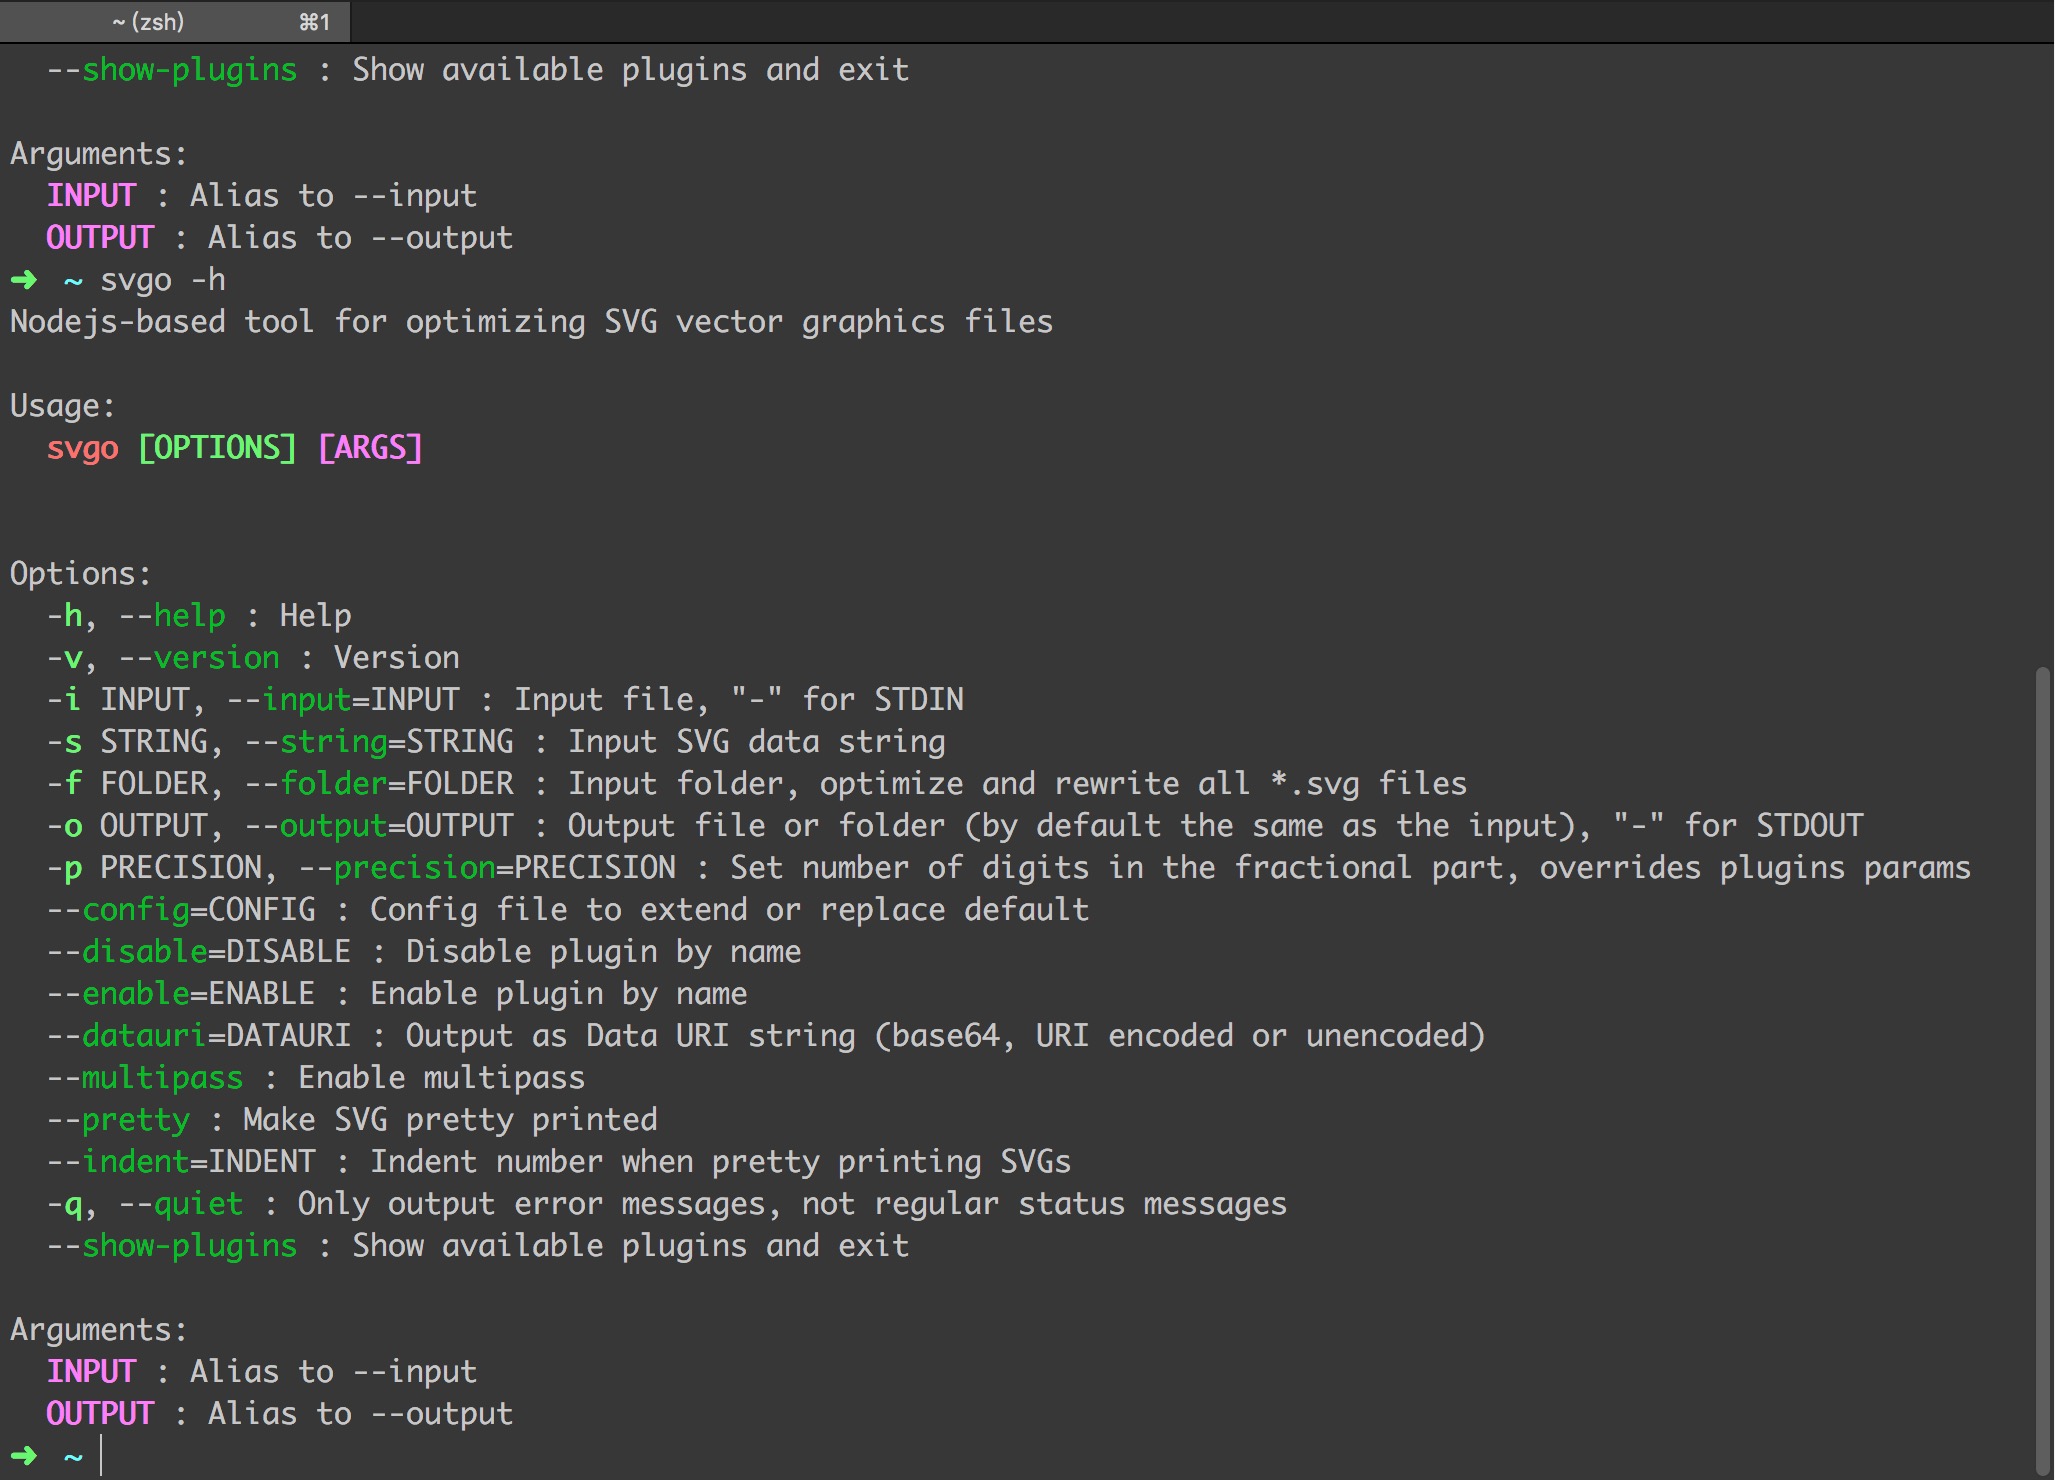 ~ (zsh) ⌘1
--show-plugins : Show available plugins and exit
Arguments:
INPUT : Alias to --input
OUTPUT : Alias to --output
➜ ~ svgo -h
Nodejs-based tool for optimizing SVG vector graphics files
Usage:
svgo [OPTIONS] [ARGS]
Options:
-h, --help : Help
-v, --version : Version
-i INPUT, --input=INPUT : Input file, "-" for STDIN
-s STRING, --string=STRING : Input SVG data string
-f FOLDER, --folder=FOLDER : Input folder, optimize and rewrite all *.svg files
-o OUTPUT, --output=OUTPUT : Output file or folder (by default the same as the input), "-" for STDOUT
-p PRECISION, --precision=PRECISION : Set number of digits in the fractional part, overrides plugins params
--config=CONFIG : Config file to extend or replace default
--disable=DISABLE : Disable plugin by name
--enable=ENABLE : Enable plugin by name
--datauri=DATAURI : Output as Data URI string (base64, URI encoded or unencoded)
--multipass : Enable multipass
--pretty : Make SVG pretty printed
--indent=INDENT : Indent number when pretty printing SVGs
-q, --quiet : Only output error messages, not regular status messages
--show-plugins : Show available plugins and exit
Arguments:
INPUT : Alias to --input
OUTPUT : Alias to --output
➜ ~